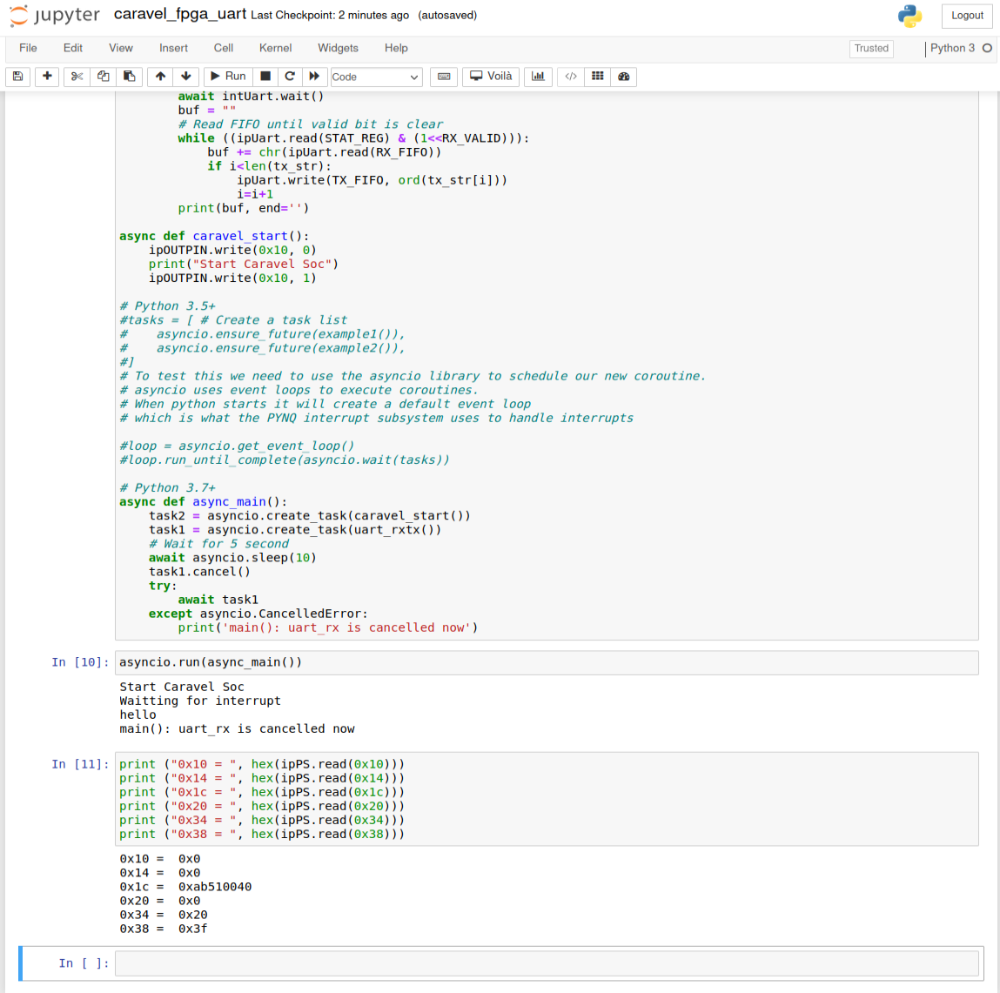 jupyter caravel_fpga_uart Last Checkpoint: 2 minutes ago (autosaved) Logout
File Edit View Insert Cell Kernel Widgets Help Trusted Python 3
Run Code Voilà
await intUart.wait()
buf = ""
# Read FIFO until valid bit is clear
while ((ipUart.read(STAT_REG) & (1<<RX_VALID))):
buf += chr(ipUart.read(RX_FIFO))
if i<len(tx_str):
ipUart.write(TX_FIFO, ord(tx_str[i]))
i=i+1
print(buf, end='')
async def caravel_start():
ipOUTPIN.write(0x10, 0)
print("Start Caravel Soc")
ipOUTPIN.write(0x10, 1)
# Python 3.5+
#tasks = [ # Create a task list
#    asyncio.ensure_future(example1()),
#    asyncio.ensure_future(example2()),
#]
# To test this we need to use the asyncio library to schedule our new coroutine.
# asyncio uses event loops to execute coroutines.
# When python starts it will create a default event loop
# which is what the PYNQ interrupt subsystem uses to handle interrupts
#loop = asyncio.get_event_loop()
#loop.run_until_complete(asyncio.wait(tasks))
# Python 3.7+
async def async_main():
task2 = asyncio.create_task(caravel_start())
task1 = asyncio.create_task(uart_rxtx())
# Wait for 5 second
await asyncio.sleep(10)
task1.cancel()
try:
await task1
except asyncio.CancelledError:
print('main(): uart_rx is cancelled now')
In [10]: asyncio.run(async_main())
Start Caravel Soc
Waitting for interrupt
hello
main(): uart_rx is cancelled now
In [11]: print ("0x10 = ", hex(ipPS.read(0x10)))
print ("0x14 = ", hex(ipPS.read(0x14)))
print ("0x1c = ", hex(ipPS.read(0x1c)))
print ("0x20 = ", hex(ipPS.read(0x20)))
print ("0x34 = ", hex(ipPS.read(0x34)))
print ("0x38 = ", hex(ipPS.read(0x38)))
0x10 =  0x0
0x14 =  0x0
0x1c =  0xab510040
0x20 =  0x0
0x34 =  0x20
0x38 =  0x3f
In [ ]: